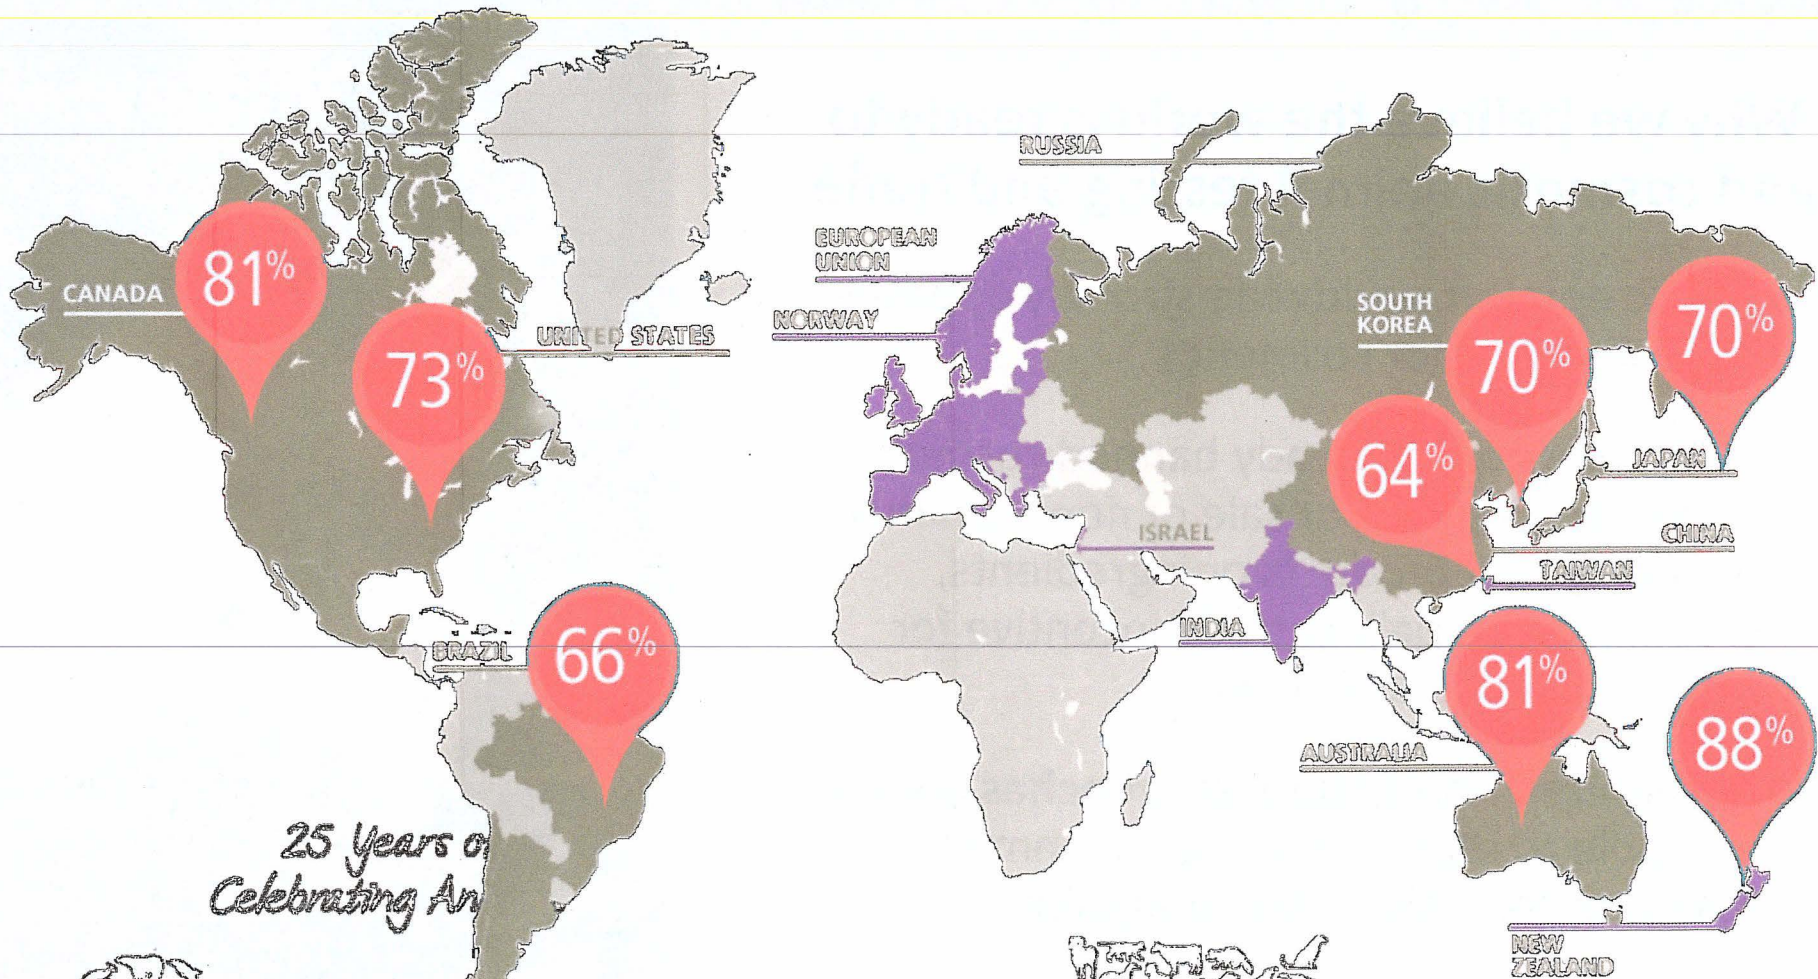 RUSSIA
EUROPEAN
UNION
NORWAY
CANADA
81%
73%
UNITED STATES
SOUTH
KOREA
70%
70%
64%
JAPAN
CHINA
TAIWAN
ISRAEL
INDIA
BRAZIL
66%
81%
88%
AUSTRALIA
25 Years of
Celebrating An
NEW
ZEALAND